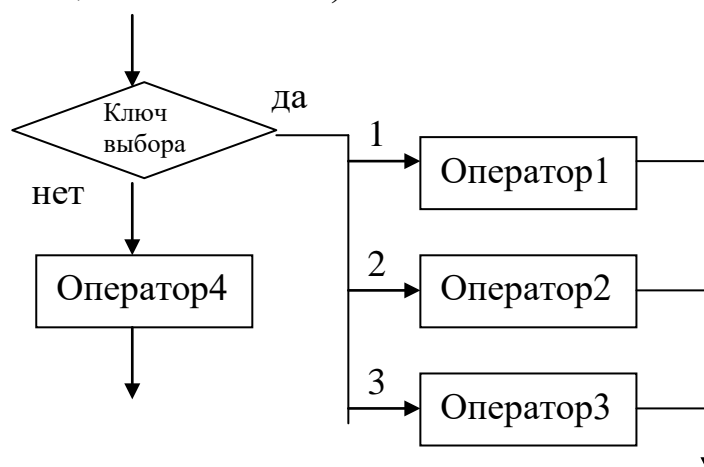 да
Ключ
выбора
1
Оператор1
нет
2
Оператор4
Оператор2
3
Оператор3